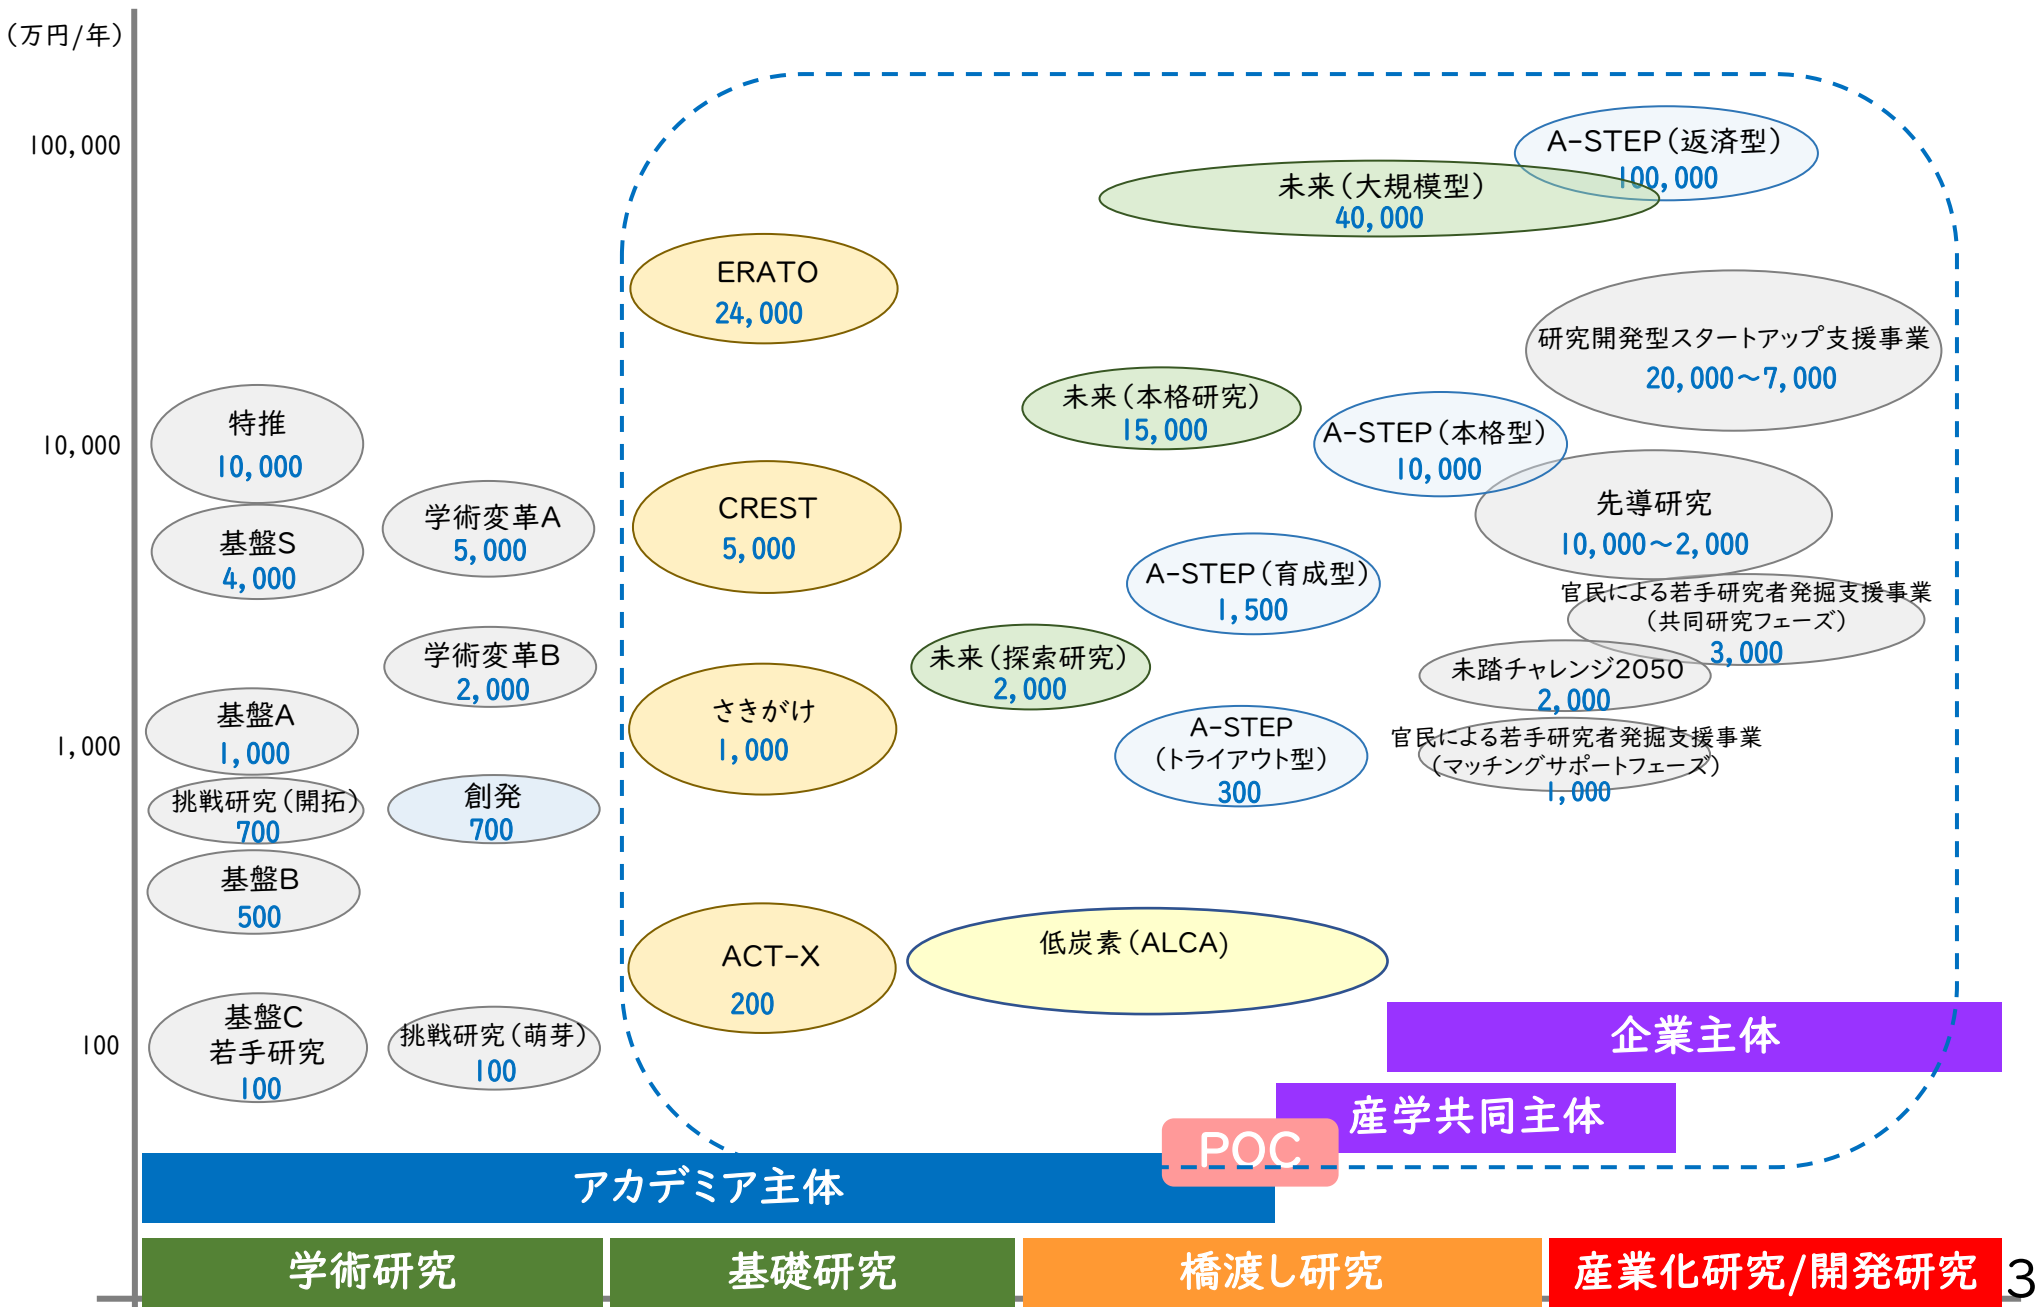 （万円/年）
100,000
10,000
1,000
100
A-STEP（返済型）
100,000
未来（大規模型）
40,000
ERATO
24,000
研究開発型スタートアップ支援事業
20,000～7,000
特推
10,000
未来（本格研究）
15,000
A-STEP（本格型）
10,000
基盤S
4,000
学術変革A
5,000
CREST
5,000
先導研究
10,000～2,000
A-STEP（育成型）
1,500
官民による若手研究者発掘支援事業
（共同研究フェーズ）
3,000
学術変革B
2,000
未来（探索研究）
2,000
未踏チャレンジ2050
2,000
基盤A
1,000
さきがけ
1,000
A-STEP
（トライアウト型）
300
官民による若手研究者発掘支援事業
（マッチングサポートフェーズ）
1,000
挑戦研究（開拓）
700
創発
700
基盤B
500
ACT-X
200
低炭素（ALCA）
基盤C
若手研究
100
挑戦研究（萌芽）
100
企業主体
産学共同主体
POC
アカデミア主体
学術研究
基礎研究
橋渡し研究
産業化研究/開発研究
3